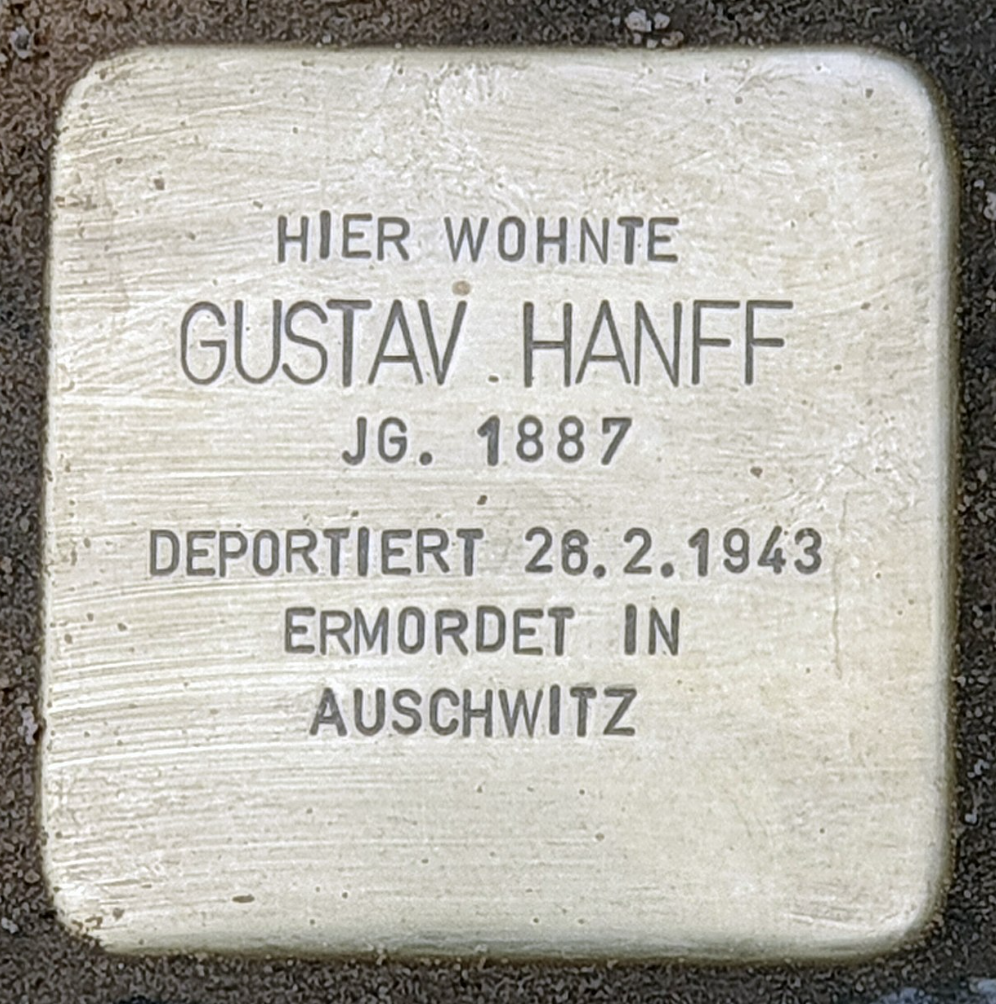 HIER WOHNTE
GUSTAV HANFF
JG. 1887
DEPORTIERT 26.2.1943
ERMORDET IN
AUSCHWITZ